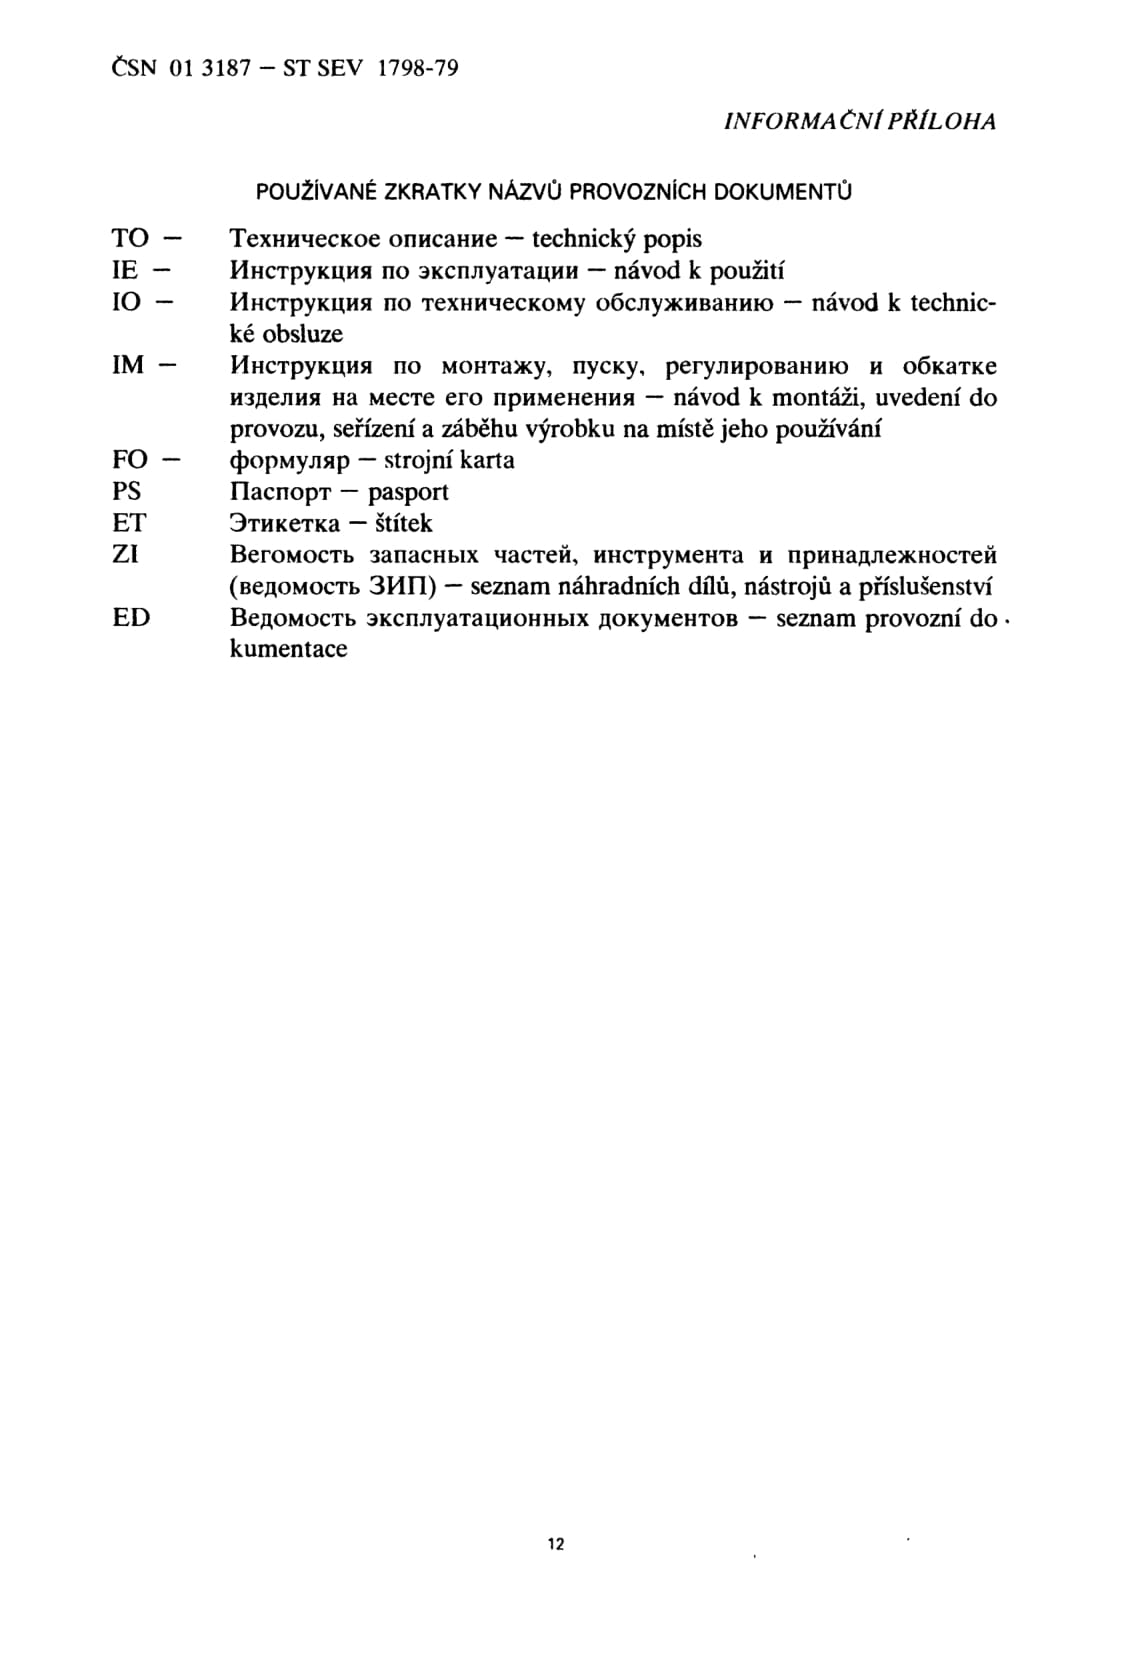 ČSN 01 3187 — ST SEV 1798-79
INFORMAČNÍ PŘÍLOHA
POUŽÍVANÉ ZKRATKY NÁZVŮ PROVOZNÍCH DOKUMENTŮ
TO — Техническое описание — technický popis
IE — Инструкция по эксплуатации — návod k použití
IO — Инструкция по техническому обслуживанию — návod k technic-
ké obsluze
IM — Инструкция по монтажу, пуску, регулированию и обкатке
изделия на месте его применения — návod k montáži, uvedení do
provozu, seřízení a záběhu výrobku na místě jeho používání
FO — формуляр — strojní karta
PS Паспорт — pasport
ET Этикетка — štítek
ZI Вегомость запасных частей, инструмента и принадлежностей
(ведомость ЗИП) — seznam náhradních dílů, nástrojů a příslušenství
ED Ведомость эксплуатационных документов — seznam provozní do-
kumentace
12